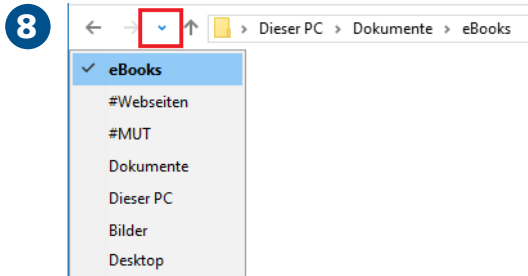 8
Dieser PC > Dokumente > eBooks
eBooks
#Webseiten
#MUT
Dokumente
Dieser PC
Bilder
Desktop